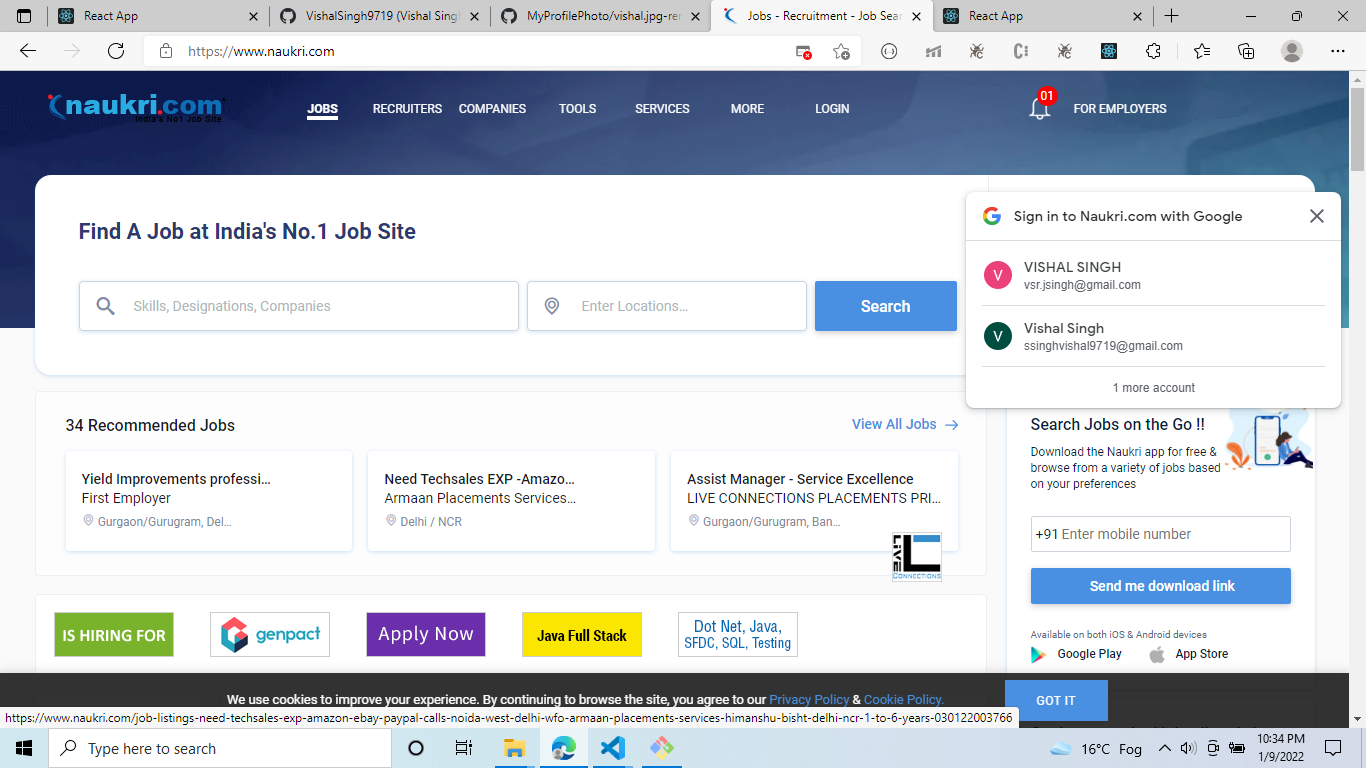 React App
VishalSingh9719 (Vishal Singh
MyProfilePhoto/vishal.jpg-rer
Jobs - Recruitment - Job Sear
React App
https://www.naukri.com
naukri.com
India's No1 Job Site
JOBS
RECRUITERS
COMPANIES
TOOLS
SERVICES
MORE
LOGIN
01
FOR EMPLOYERS
Find A Job at India's No.1 Job Site
Skills, Designations, Companies
Enter Locations...
Search
Sign in to Naukri.com with Google
V
VISHAL SINGH
vsr.jsingh@gmail.com
V
Vishal Singh
ssinghvishal9719@gmail.com
1 more account
34 Recommended Jobs
View All Jobs
Yield Improvements professi...
First Employer
Gurgaon/Gurugram, Del...
Need Techsales EXP -Amazo...
Armaan Placements Services...
Delhi / NCR
Assist Manager - Service Excellence
LIVE CONNECTIONS PLACEMENTS PRI...
Gurgaon/Gurugram, Ban...
LIVE
CONNECTIONS
Search Jobs on the Go !!
Download the Naukri app for free &
browse from a variety of jobs based
on your preferences
+91 Enter mobile number
Send me download link
Available on both iOS & Android devices
Google Play
App Store
IS HIRING FOR
genpact
Apply Now
Java Full Stack
Dot Net, Java,
SFDC, SQL, Testing
We use cookies to improve your experience. By continuing to browse the site, you agree to our Privacy Policy & Cookie Policy.
GOT IT
https://www.naukri.com/job-listings-need-techsales-exp-amazon-ebay-paypal-calls-noida-west-delhi-wfo-armaan-placements-services-himanshu-bisht-delhi-ncr-1-to-6-years-030122003766
Type here to search
16°C Fog
10:34 PM
1/9/2022